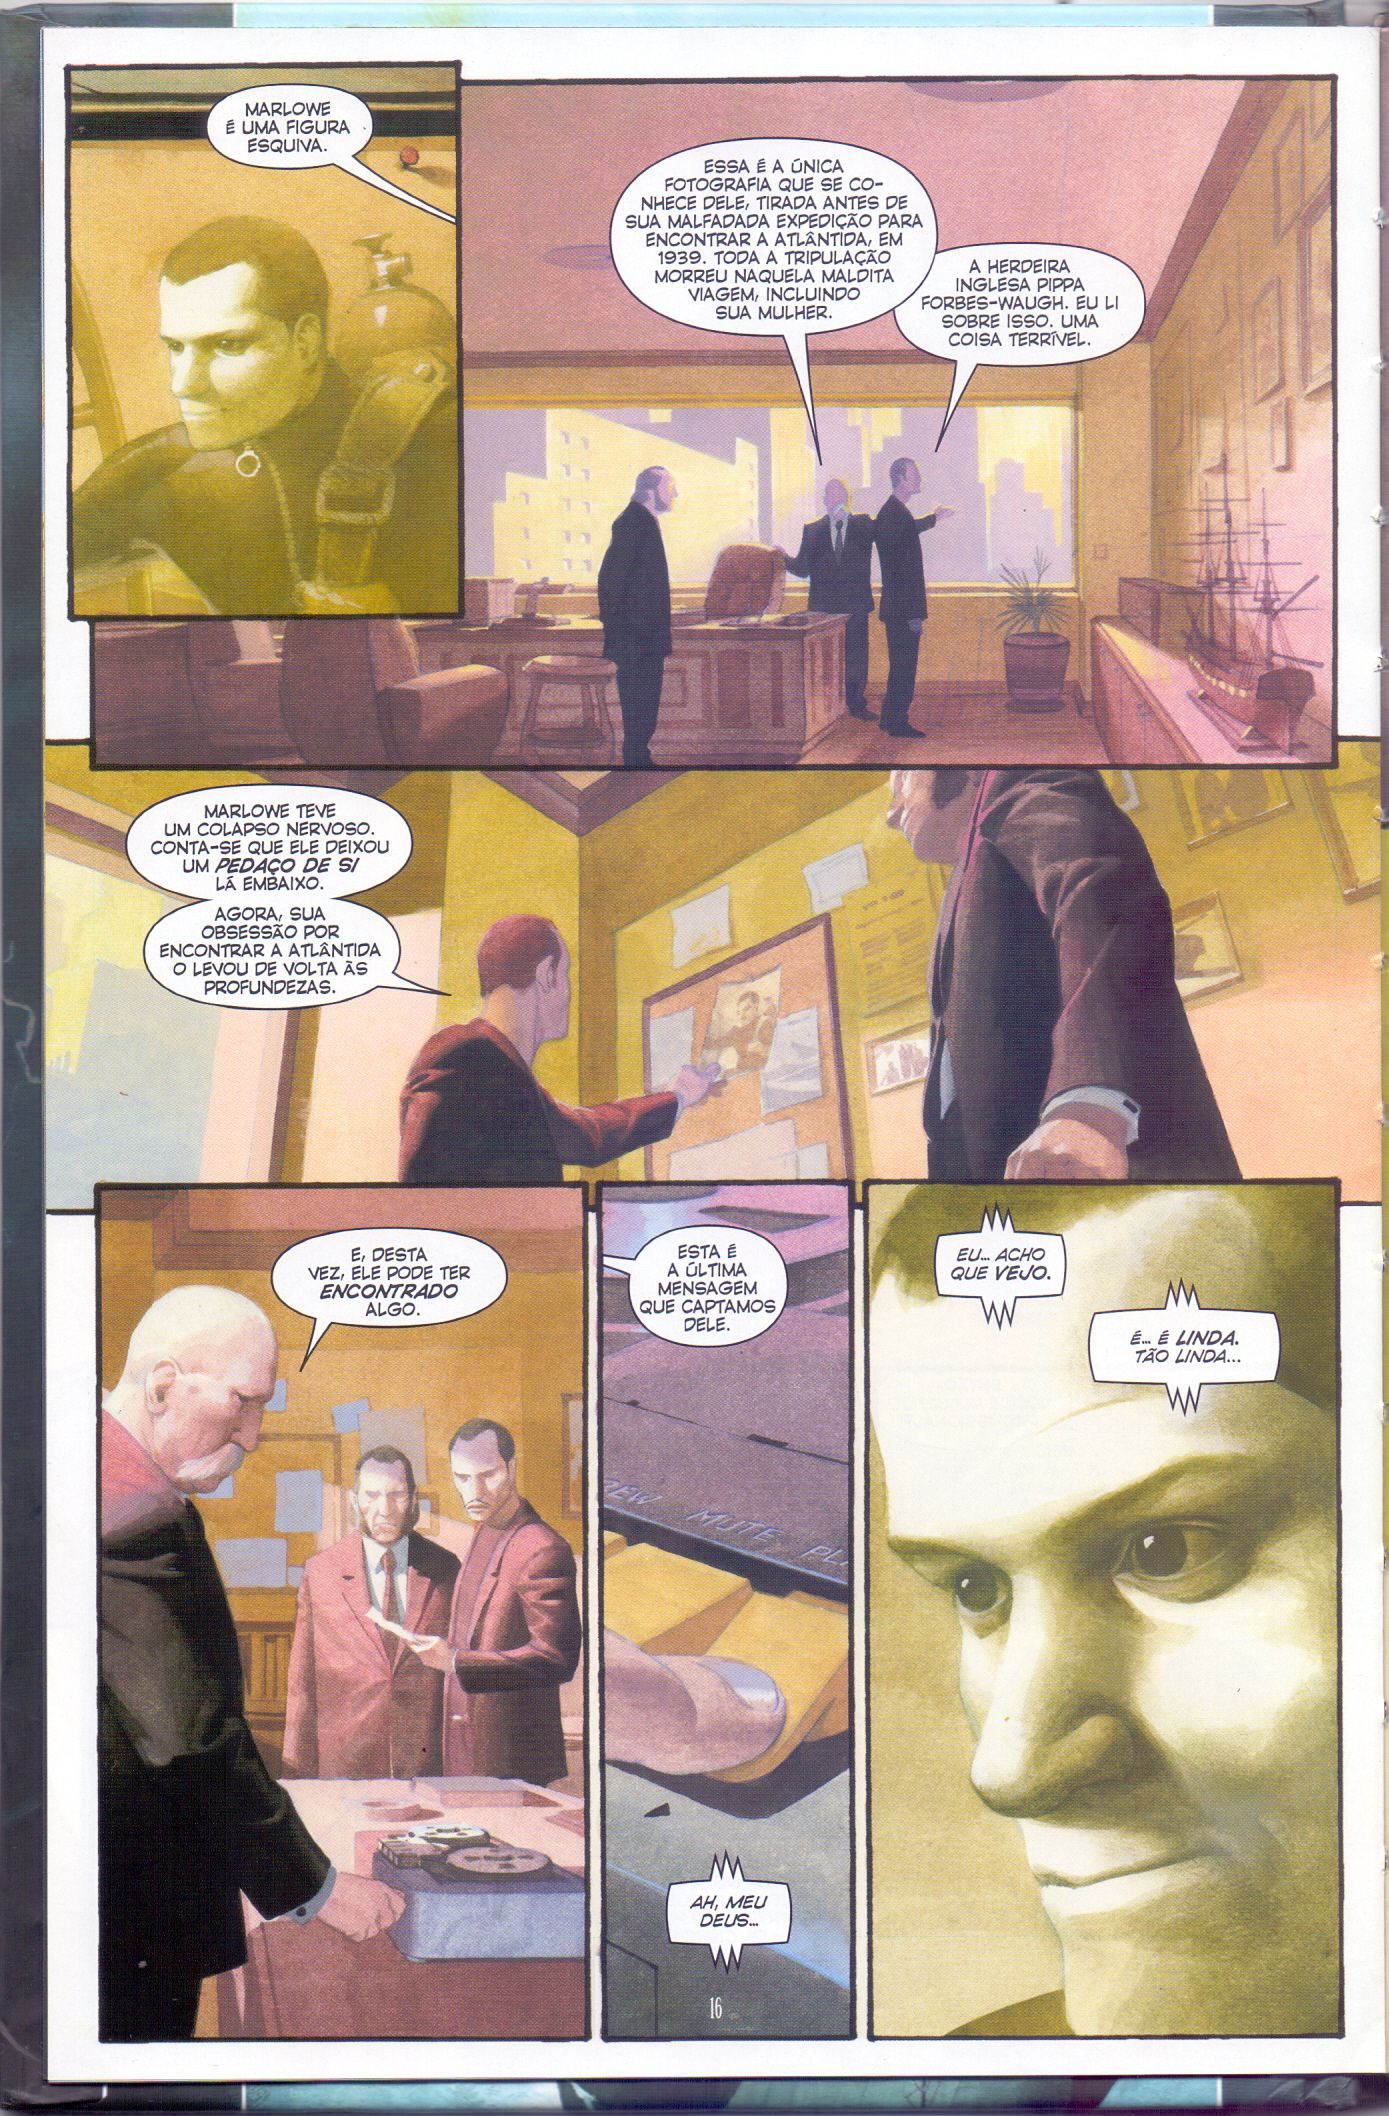 MARLOWE
É UMA FIGURA
ESQUIVA.
ESSA É A ÚNICA
FOTOGRAFIA QUE SE CO-
NHECE DELE, TIRADA ANTES DE
SUA MALFADADA EXPEDIÇÃO PARA
ENCONTRAR A ATLÂNTIDA, EM
1939. TODA A TRIPULAÇÃO
MORREU NAQUELA MALDITA
VIAGEM, INCLUINDO
SUA MULHER.
A HERDEIRA
INGLESA PIPPA
FORBES-WAUGH. EU LI
SOBRE ISSO. UMA
COISA TERRÍVEL.
MARLOWE TEVE
UM COLAPSO NERVOSO.
CONTA-SE QUE ELE DEIXOU
UM PEDAÇO DE SI
LÁ EMBAIXO.
AGORA, SUA
OBSESSÃO POR
ENCONTRAR A ATLÂNTIDA
O LEVOU DE VOLTA ÀS
PROFUNDEZAS.
E, DESTA
VEZ, ELE PODE TER
ENCONTRADO
ALGO.
ESTA É
A ÚLTIMA
MENSAGEM
QUE CAPTAMOS
DELE.
MUTE
AH, MEU
DEUS...
EU... ACHO
QUE VEJO.
É... É LINDA.
TÃO LINDA...
16